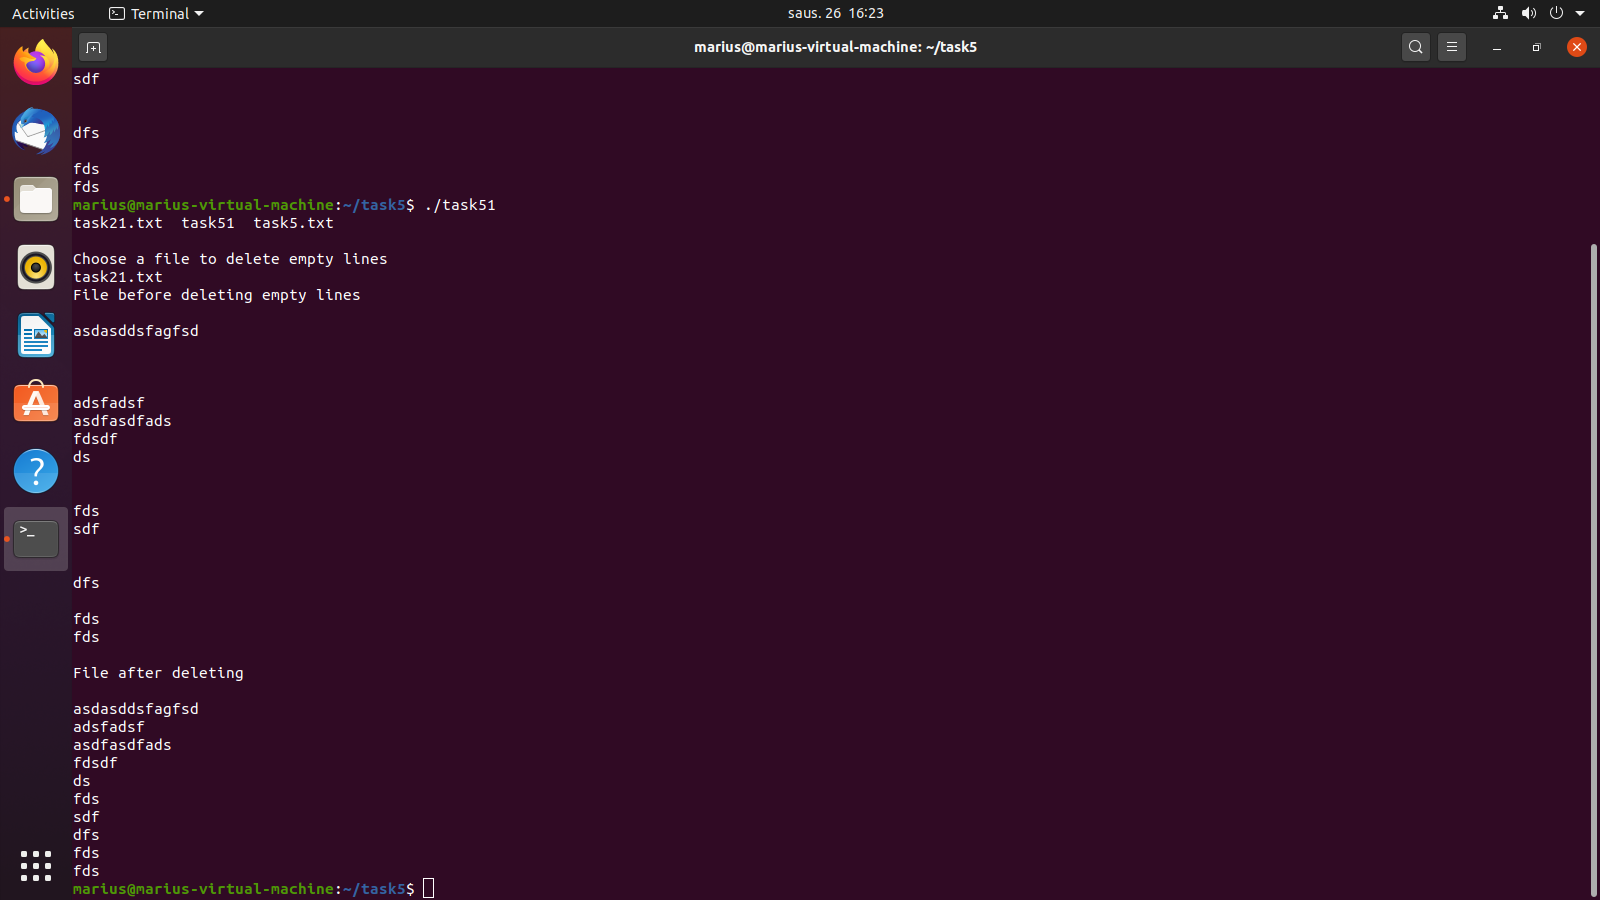 Activities
Terminal
saus. 26 16:23
marius@marius-virtual-machine: ~/task5
sdf
dfs
fds
fds
marius@marius-virtual-machine:~/task5$ ./task51
task21.txt  task51  task5.txt
Choose a file to delete empty lines
task21.txt
File before deleting empty lines
asdasddsfagfsd
adsfadsf
asdfasdfads
fdsdf
ds
fds
sdf
dfs
fds
fds
File after deleting
asdasddsfagfsd
adsfadsf
asdfasdfads
fdsdf
ds
fds
sdf
dfs
fds
fds
marius@marius-virtual-machine:~/task5$